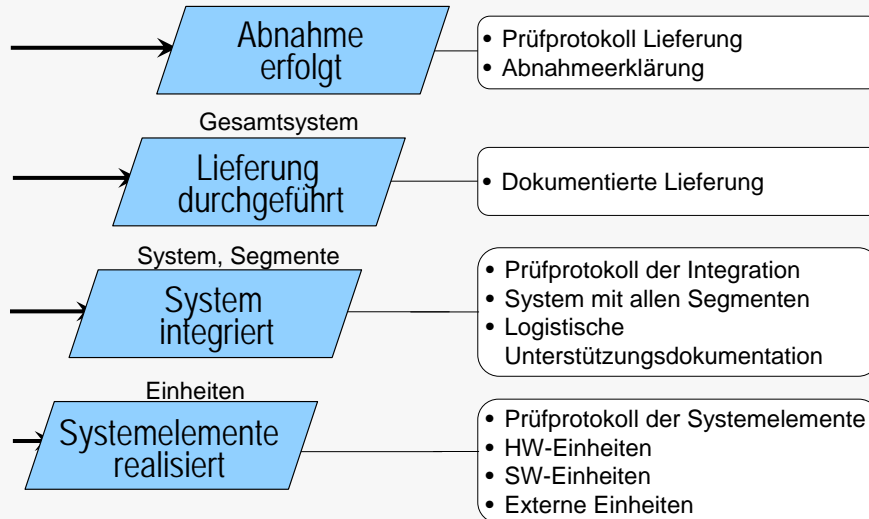 Abnahme
erfolgt
• Prüfprotokoll Lieferung
• Abnahmeerklärung
Gesamtsystem
Lieferung
durchgeführt
• Dokumentierte Lieferung
System, Segmente
System
integriert
• Prüfprotokoll der Integration
• System mit allen Segmenten
• Logistische
Unterstützungsdokumentation
Einheiten
Systemelemente
realisiert
• Prüfprotokoll der Systemelemente
• HW-Einheiten
• SW-Einheiten
• Externe Einheiten